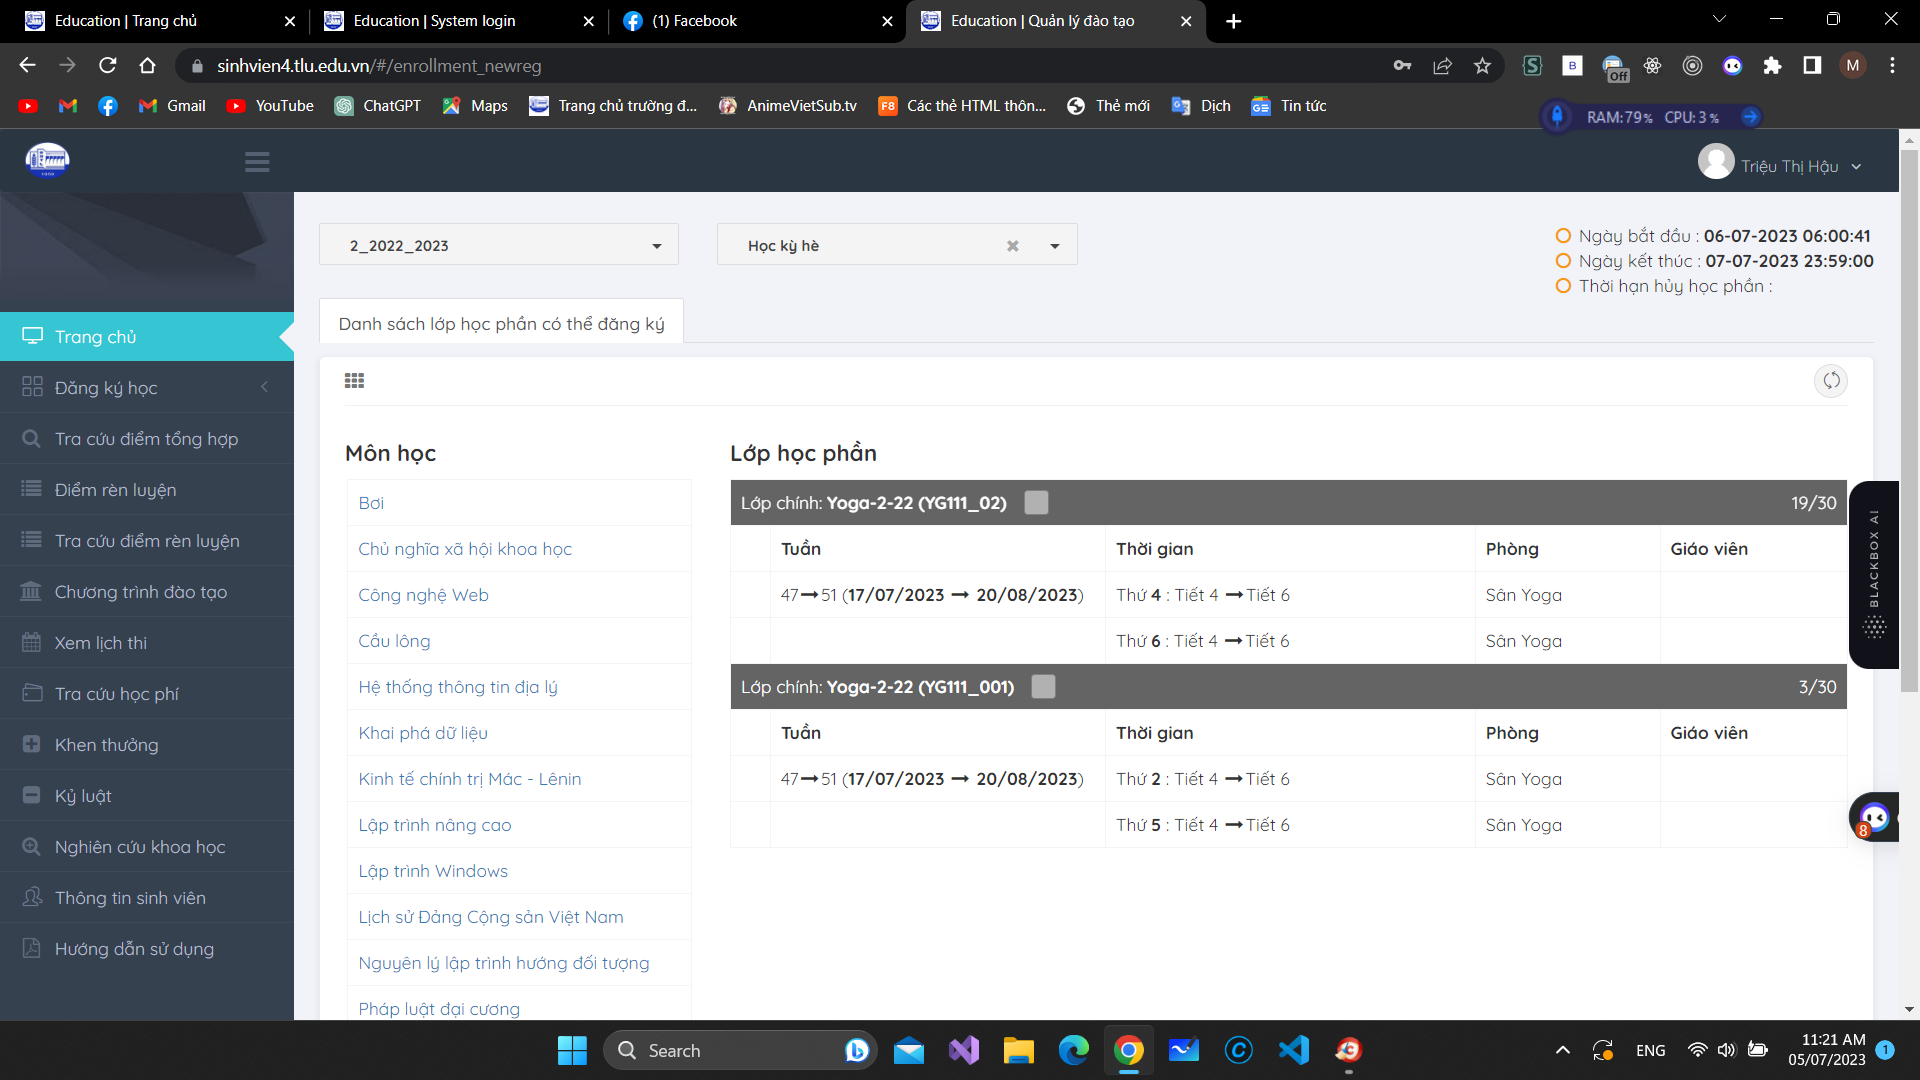 Education | Trang chủ
Education | System login
(1) Facebook
Education | Quản lý đào tạo
sinhvien4.tlu.edu.vn/#/enrollment_newreg
Off
M
Gmail
YouTube
ChatGPT
Maps
Trang chủ trường đ...
AnimeVietSub.tv
F8
Các thẻ HTML thôn...
Thẻ mới
Dịch
Tin tức
RAM:79% CPU:3%
Triệu Thị Hậu
2_2022_2023
Học kỳ hè
Ngày bắt đầu : 06-07-2023 06:00:41
Ngày kết thúc : 07-07-2023 23:59:00
Thời hạn hủy học phần :
Danh sách lớp học phần có thể đăng ký
Trang chủ
Đăng ký học
Tra cứu điểm tổng hợp
Điểm rèn luyện
Tra cứu điểm rèn luyện
Chương trình đào tạo
Xem lịch thi
Tra cứu học phí
Khen thưởng
Kỷ luật
Nghiên cứu khoa học
Thông tin sinh viên
Hướng dẫn sử dụng
Môn học
Bơi
Chủ nghĩa xã hội khoa học
Công nghệ Web
Cầu lông
Hệ thống thông tin địa lý
Khai phá dữ liệu
Kinh tế chính trị Mác - Lênin
Lập trình nâng cao
Lập trình Windows
Lịch sử Đảng Cộng sản Việt Nam
Nguyên lý lập trình hướng đối tượng
Pháp luật đại cương
Lớp học phần
Lớp chính: Yoga-2-22 (YG111_02) 19/30
Tuần Thời gian Phòng Giáo viên
47→51 (17/07/2023 → 20/08/2023) Thứ 4 : Tiết 4 →Tiết 6 Sân Yoga
Thứ 6 : Tiết 4 →Tiết 6 Sân Yoga
Lớp chính: Yoga-2-22 (YG111_001) 3/30
Tuần Thời gian Phòng Giáo viên
47→51 (17/07/2023 → 20/08/2023) Thứ 2 : Tiết 4 →Tiết 6 Sân Yoga
Thứ 5 : Tiết 4 →Tiết 6 Sân Yoga
BLACKBOX AI
8
Search
ENG
11:21 AM
05/07/2023
1